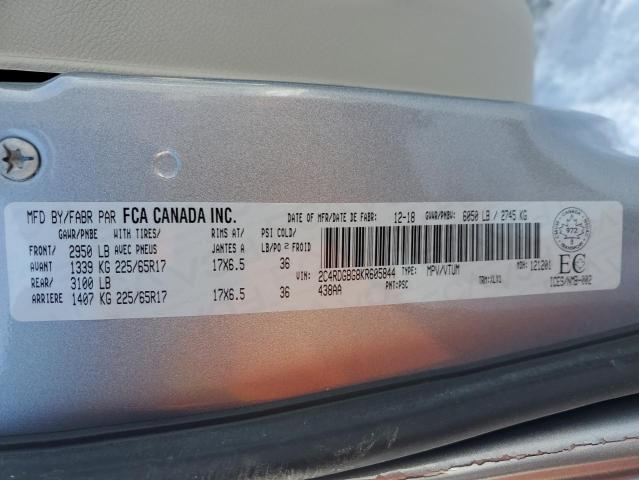 MFD BY/FABR PAR FCA CANADA INC. DATE OF MFR/DATE DE FABR: 12-18 GVWR/PNBV: 6050 LB / 2745 KG
GAWR/PNBE WITH TIRES/ RIMS AT/ PSI COLD/
FRONT/ 2950 LB AVEC PNEUS JANTES A LB/PO 2 FROID
AVANT 1339 KG 225/65R17 17X6.5 36
REAR/ 3100 LB
ARRIERE 1407 KG 225/65R17 17X6.5 36
VIN: 2C4RDGBG8KR605844 TYPE: MPV/VTUM MDH: 121201
438AA PNT: PSC
972
EC
ICES/NMB-002